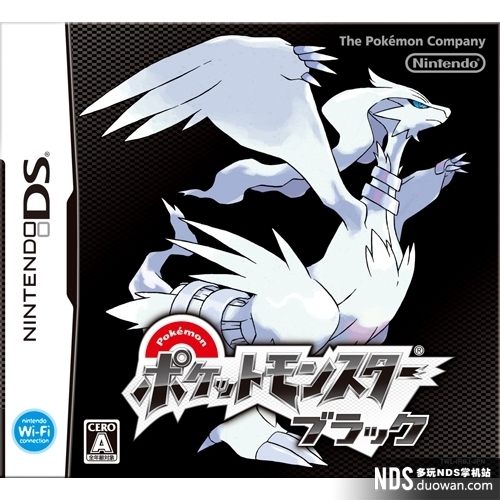 The Pokémon Company
Nintendo
NINTENDO DS
Pokémon
ポケットモンスター
ブラック
nintendo
Wi-Fi
connection
CERO
A
全年齢対象
NDS 多玩NDS掌机站
.duowan.com